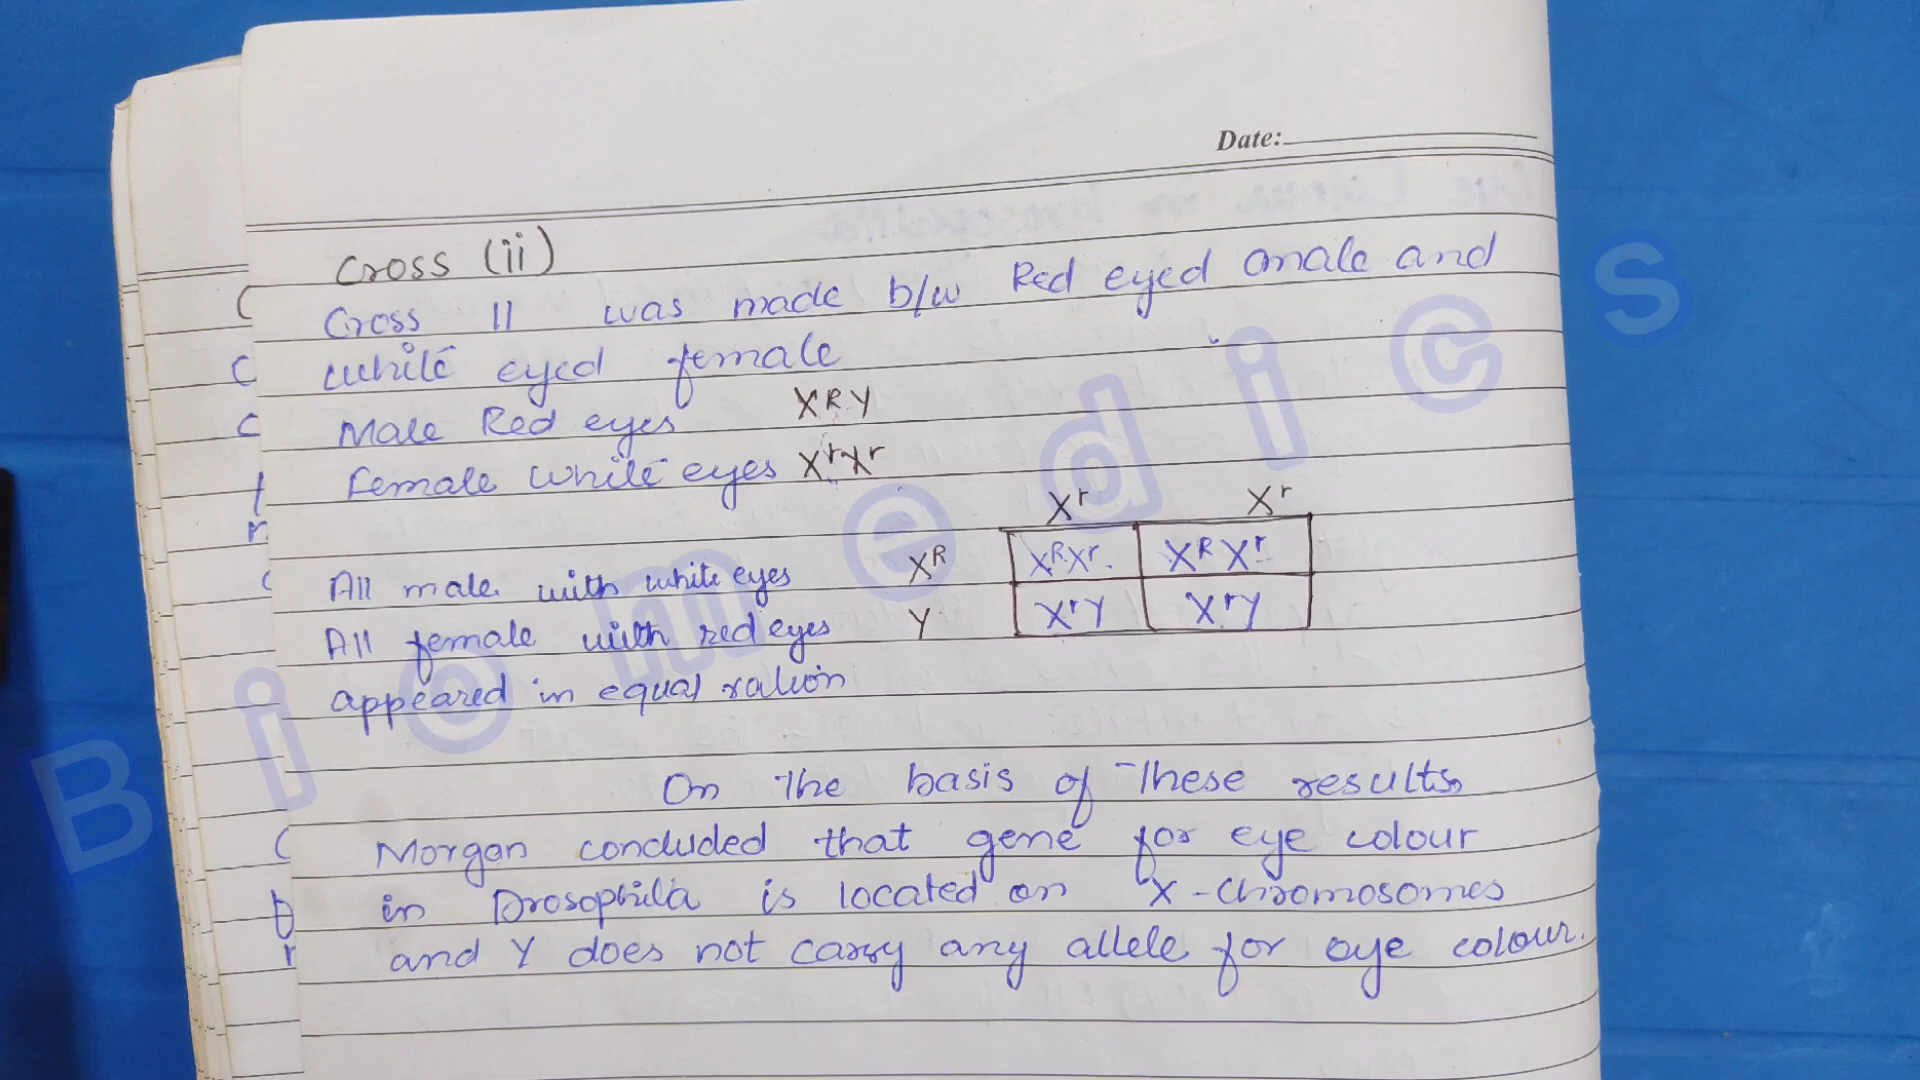 Date:
Cross (ii)
Cross II was made b/w Red eyed male and
white eyed female
Male Red eyes XᴿY
Female white eyes XʳXʳ
Xʳ Xʳ
All male with white eyes Xᴿ XᴿXʳ. XᴿXʳ
All female with red eyes Y XʳY XʳY
appeared in equal ration
On the basis of These results,
Morgan concluded that gene for eye colour
in Drosophila is located on X-Chromosomes
and Y does not carry any allele for eye colour.
Biomedics